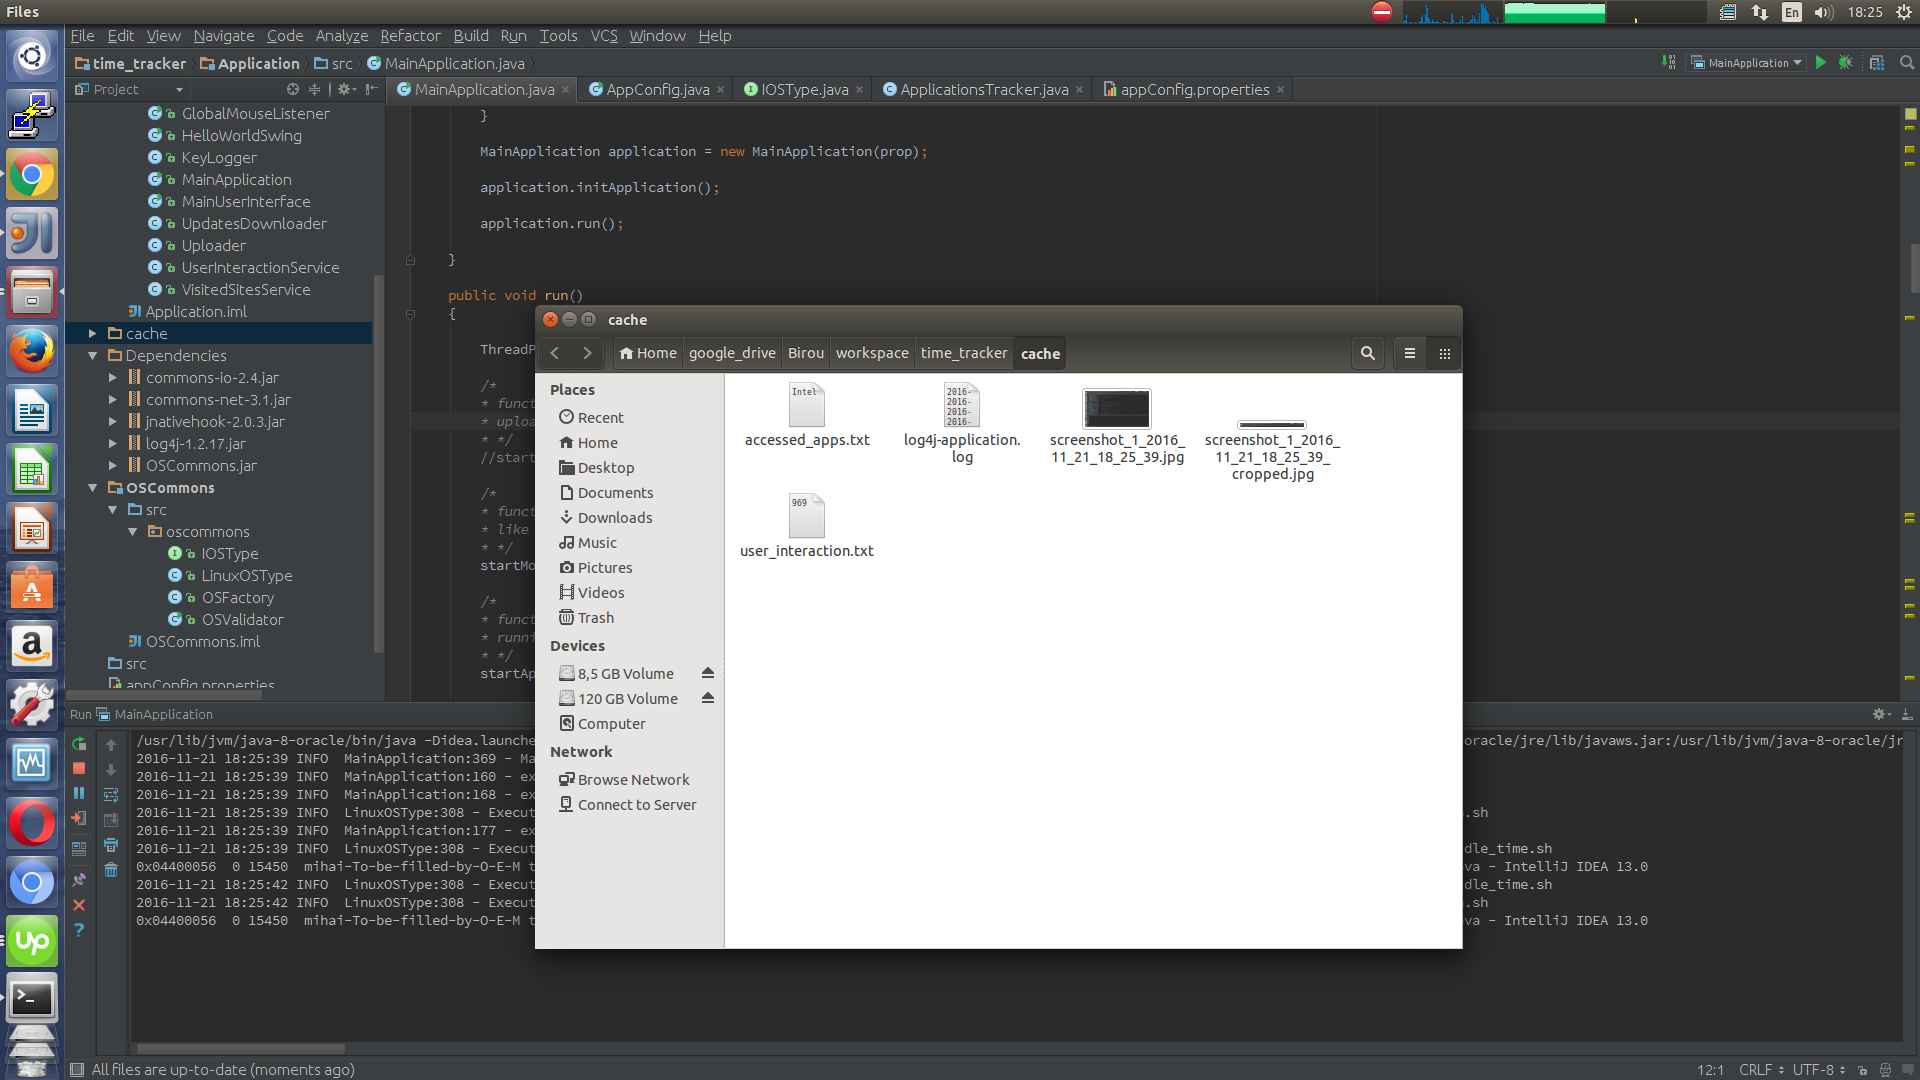 Files
En
18:25
File Edit View Navigate Code Analyze Refactor Build Run Tools VCS Window Help
time_tracker Application src MainApplication.java
MainApplication
Project
MainApplication.java AppConfig.java IOSType.java ApplicationsTracker.java appConfig.properties
GlobalMouseListener
HelloWorldSwing
KeyLogger
MainApplication
MainUserInterface
UpdatesDownloader
Uploader
UserInteractionService
VisitedSitesService
Application.iml
cache
Dependencies
commons-io-2.4.jar
commons-net-3.1.jar
jnativehook-2.0.3.jar
log4j-1.2.17.jar
OSCommons.jar
OSCommons
src
oscommons
IOSType
LinuxOSType
OSFactory
OSValidator
OSCommons.iml
src
appConfig.properties
}
MainApplication application = new MainApplication(prop);
application.initApplication();
application.run();
}
public void run()
{
ThreadP
/*
* funct
* uploa
* */
//start
/*
* funct
* like
* */
startMo
/*
* funct
* runni
* */
startAp
cache
Home google_drive Birou workspace time_tracker cache
Places
Recent
Home
Desktop
Documents
Downloads
Music
Pictures
Videos
Trash
Devices
8,5 GB Volume
120 GB Volume
Computer
Network
Browse Network
Connect to Server
Intel
accessed_apps.txt
2016-
2016-
2016-
2016-
log4j-application.
log
screenshot_1_2016_
11_21_18_25_39.jpg
screenshot_1_2016_
11_21_18_25_39_
cropped.jpg
969
user_interaction.txt
Run MainApplication
/usr/lib/jvm/java-8-oracle/bin/java -Didea.launche
oracle/jre/lib/javaws.jar:/usr/lib/jvm/java-8-oracle/jr
2016-11-21 18:25:39 INFO MainApplication:369 - Ma
2016-11-21 18:25:39 INFO MainApplication:160 - ex
2016-11-21 18:25:39 INFO MainApplication:168 - ex
2016-11-21 18:25:39 INFO LinuxOSType:308 - Execut
.sh
2016-11-21 18:25:39 INFO MainApplication:177 - ex
2016-11-21 18:25:39 INFO LinuxOSType:308 - Execut
dle_time.sh
0x04400056 0 15450 mihai-To-be-filled-by-O-E-M t
va - IntelliJ IDEA 13.0
2016-11-21 18:25:42 INFO LinuxOSType:308 - Execut
dle_time.sh
2016-11-21 18:25:42 INFO LinuxOSType:308 - Execut
.sh
0x04400056 0 15450 mihai-To-be-filled-by-O-E-M t
va - IntelliJ IDEA 13.0
All files are up-to-date (moments ago)
12:1 CRLF UTF-8